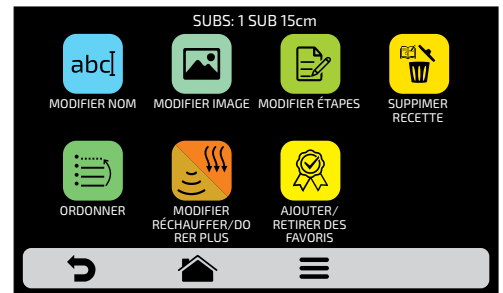 SUBS: 1 SUB 15cm
abc
MODIFIER NOM
MODIFIER IMAGE
MODIFIER ÉTAPES
SUPPIMER
RECETTE
ORDONNER
MODIFIER
RÉCHAUFFER/DO
RER PLUS
AJOUTER/
RETIRER DES
FAVORIS